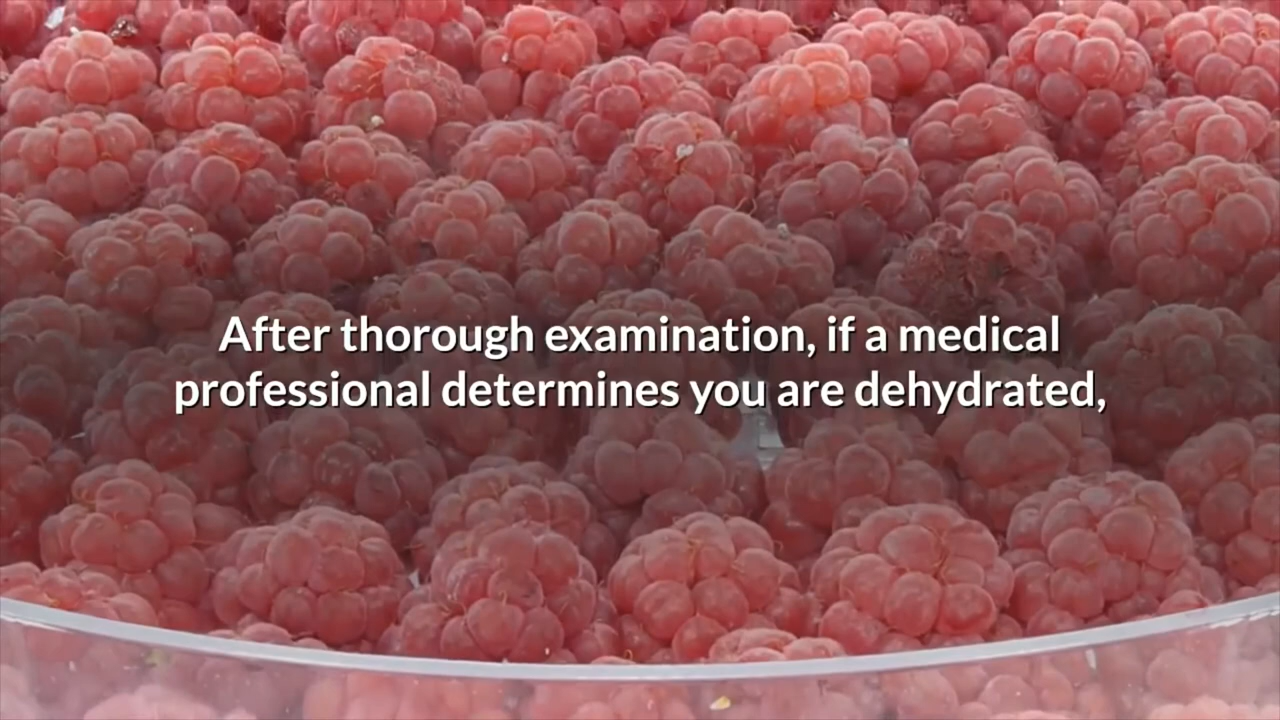 After thorough examination, if a medical
professional determines you are dehydrated,